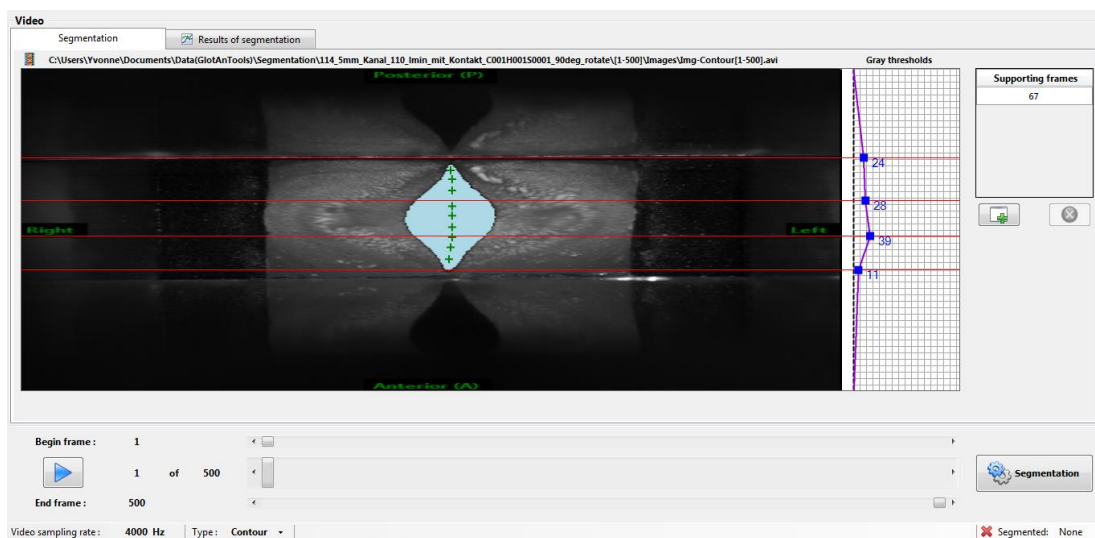 Video
Segmentation
Results of segmentation
C:\Users\Yvonne\Documents\Data(GlotAnTools)\Segmentation\114_5mm_Kanal_110_Imin_mit_Kontakt_C001H001S0001_90deg_rotate\[1-500]\Images\Img-Contour[1-500].avi
Gray thresholds
Supporting frames
67
Posterior (P)
24
28
Right
Left
39
11
Anterior (A)
Begin frame : 1
1 of 500
Segmentation
End frame : 500
Video sampling rate : 4000 Hz Type : Contour
Segmented: None